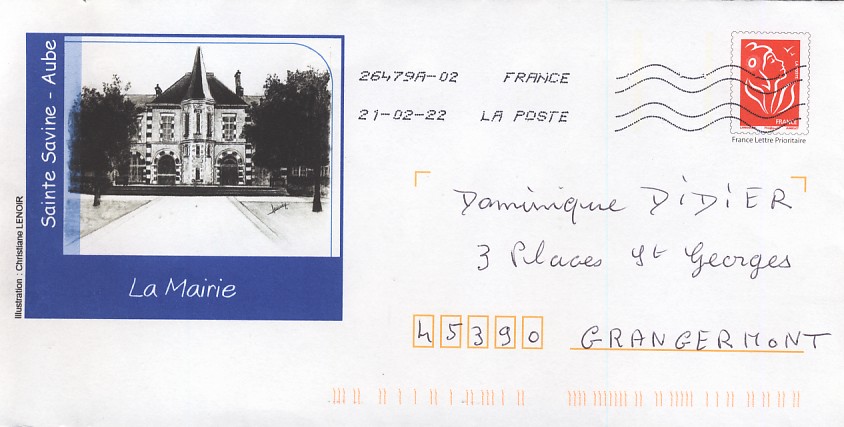 Sainte Savine - Aube
Illustration : Christiane LENOIR
La Mairie
26479A-02 FRANCE
21-02-22 LA POSTE
FRANCE
France Lettre Prioritaire
Dominique DIDIER
3 Places St Georges
45390 GRANGERMONT